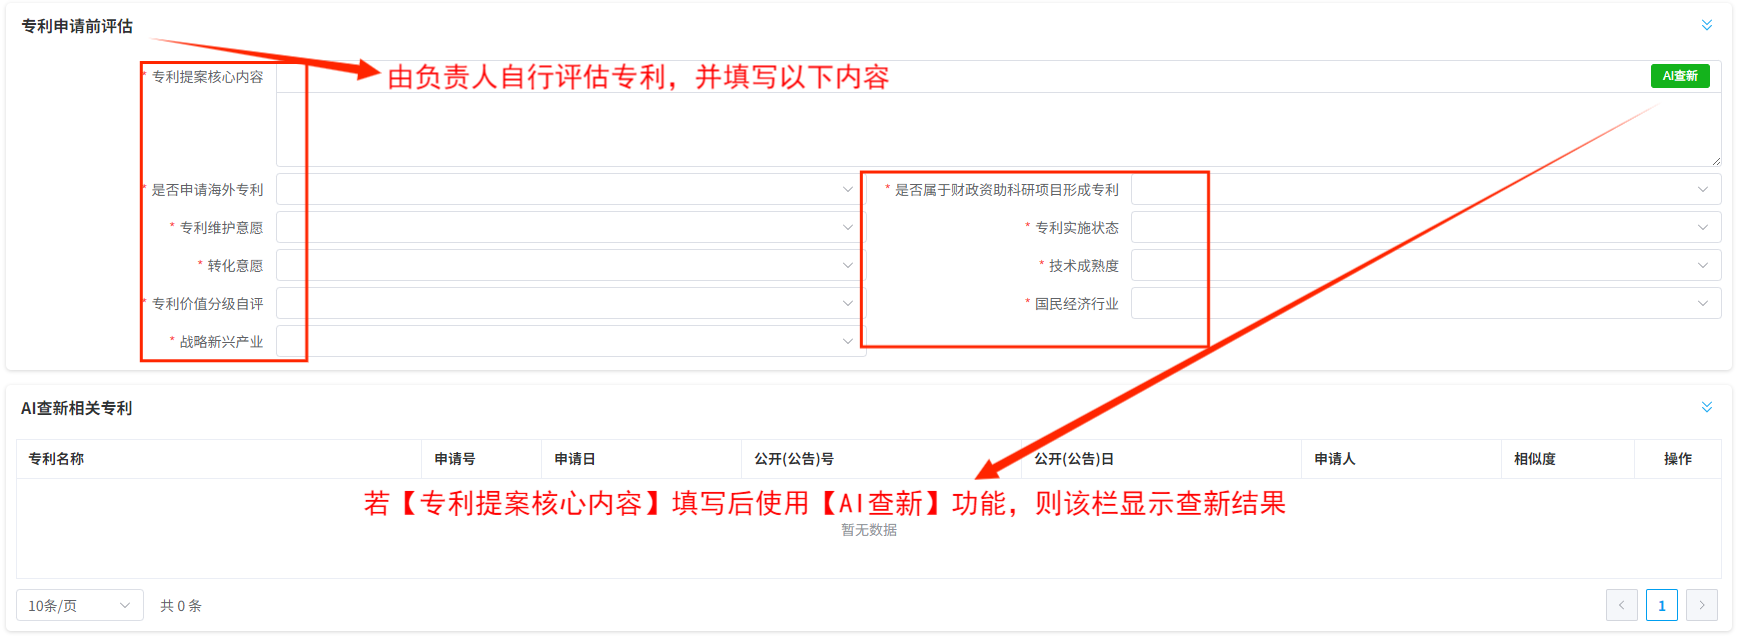 专利申请前评估
* 专利提案核心内容
由负责人自行评估专利，并填写以下内容
AI查新
* 是否申请海外专利
* 是否属于财政资助科研项目形成专利
* 专利维护意愿
* 专利实施状态
* 转化意愿
* 技术成熟度
* 专利价值分级自评
* 国民经济行业
* 战略新兴产业
AI查新相关专利
专利名称 申请号 申请日 公开(公告)号 公开(公告)日 申请人 相似度 操作
若【专利提案核心内容】填写后使用【AI查新】功能，则该栏显示查新结果
暂无数据
10条/页 共 0 条 1